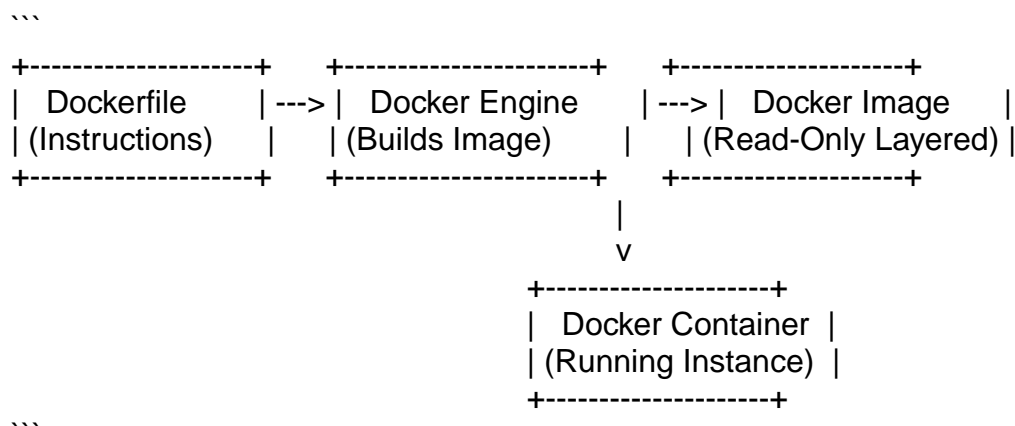 ```
+---------------------+      +-----------------------+      +---------------------+
|   Dockerfile        | ---> |   Docker Engine       | ---> |   Docker Image      |
| (Instructions)      |      | (Builds Image)        |      | (Read-Only Layered) |
+---------------------+      +-----------------------+      +---------------------+
|
v
+---------------------+
|   Docker Container  |
| (Running Instance)  |
+---------------------+
```